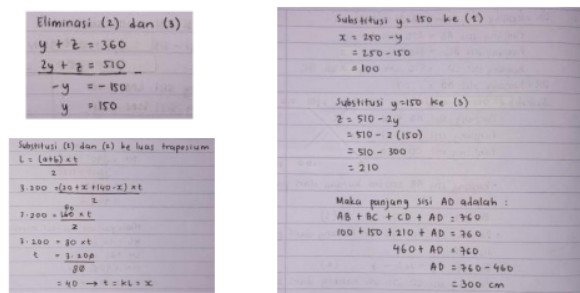 Eliminasi (2) dan (3)
y + z = 360
2y + z = 510 -
-y = -150
y = 150
Substitusi (1) dan (2) ke luas trapesium
L = (a+b) × t
2
3.200 = (20 + x + 140 - x) × t
2
3.200 = 160 × t
80
2
3.200 = 80 × t
t = 3.200
80
= 40 → t = KL = x
Substitusi y = 150 ke (1)
x = 250 - y
= 250 - 150
= 100
Substitusi y = 150 ke (3)
z = 510 - 2y
= 510 - 2 (150)
= 510 - 300
= 210
Maka panjang sisi AD adalah :
AB + BC + CD + AD = 760
100 + 150 + 210 + AD = 760
460 + AD = 760
AD = 760 - 460
= 300 cm